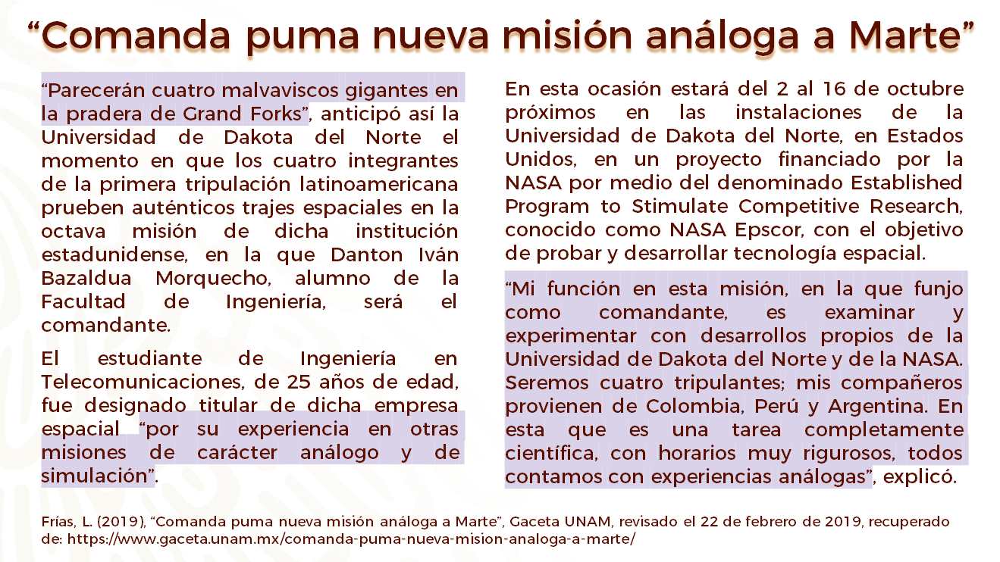 “Comanda puma nueva misión análoga a Marte”
“Parecerán cuatro malvaviscos gigantes en
la pradera de Grand Forks”, anticipó así la
Universidad de Dakota del Norte el
momento en que los cuatro integrantes
de la primera tripulación latinoamericana
prueben auténticos trajes espaciales en la
octava misión de dicha institución
estadunidense, en la que Danton Iván
Bazaldua Morquecho, alumno de la
Facultad de Ingeniería, será el
comandante.
El estudiante de Ingeniería en
Telecomunicaciones, de 25 años de edad,
fue designado titular de dicha empresa
espacial “por su experiencia en otras
misiones de carácter análogo y de
simulación”.
En esta ocasión estará del 2 al 16 de octubre
próximos en las instalaciones de la
Universidad de Dakota del Norte, en Estados
Unidos, en un proyecto financiado por la
NASA por medio del denominado Established
Program to Stimulate Competitive Research,
conocido como NASA Epscor, con el objetivo
de probar y desarrollar tecnología espacial.
“Mi función en esta misión, en la que funjo
como comandante, es examinar y
experimentar con desarrollos propios de la
Universidad de Dakota del Norte y de la NASA.
Seremos cuatro tripulantes; mis compañeros
provienen de Colombia, Perú y Argentina. En
esta que es una tarea completamente
científica, con horarios muy rigurosos, todos
contamos con experiencias análogas”, explicó.
Frías, L. (2019), “Comanda puma nueva misión análoga a Marte”, Gaceta UNAM, revisado el 22 de febrero de 2019, recuperado
de: https://www.gaceta.unam.mx/comanda-puma-nueva-mision-analoga-a-marte/